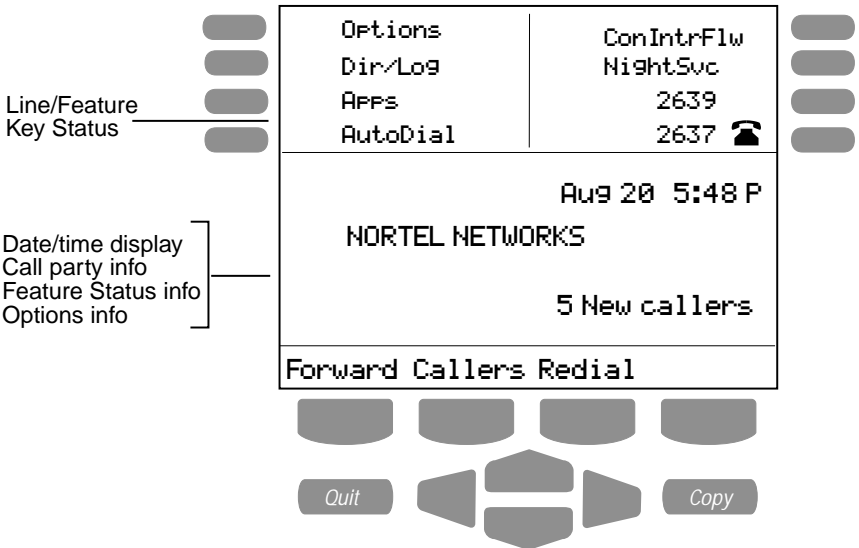 Options
ConIntrFlw
Dir/Log
NightSvc
Line/Feature
Key Status
Apps
2639
AutoDial
2637
Aug 20 5:48 P
NORTEL NETWORKS
Date/time display
Call party info
Feature Status info
Options info
5 New callers
Forward Callers Redial
Quit
Copy